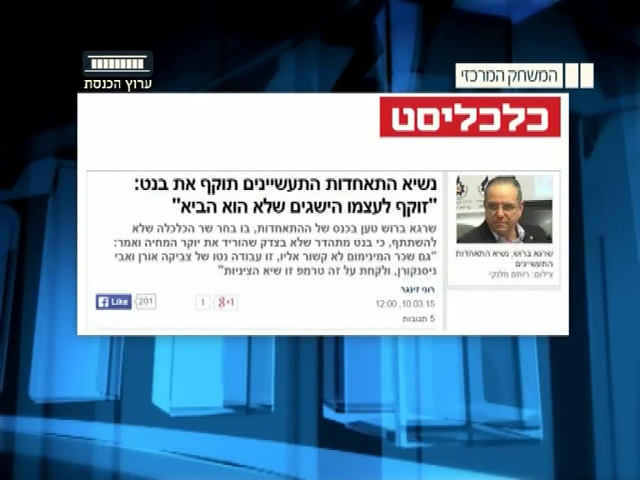 ערוץ הכנסת
המשחק המרכזי
כלכליסט
נשיא התאחדות התעשיינים תוקף את בנט:
"זוקף לעצמו הישגים שלא הוא הביא"
שרגא ברוש טען בכנס של ההתאחדות, בו בחר שר הכלכלה שלא
להשתתף, כי בנט מתהדר שלא בצדק שהוריד את יוקר המחיה ואמר:
"גם שכר המינימום לא קשור אליו, זו עבודה נטו של צביקה אורן ואבי
ניסנקורן, ולקחת על זה טרמפ זו שיא הציניות"
רוני זינגר
10.03.15, 12:00
5 תגובות
Like 201
1 g+1
שרגא ברוש, נשיא התאחדות
התעשיינים
צילום: רותם מלנקי